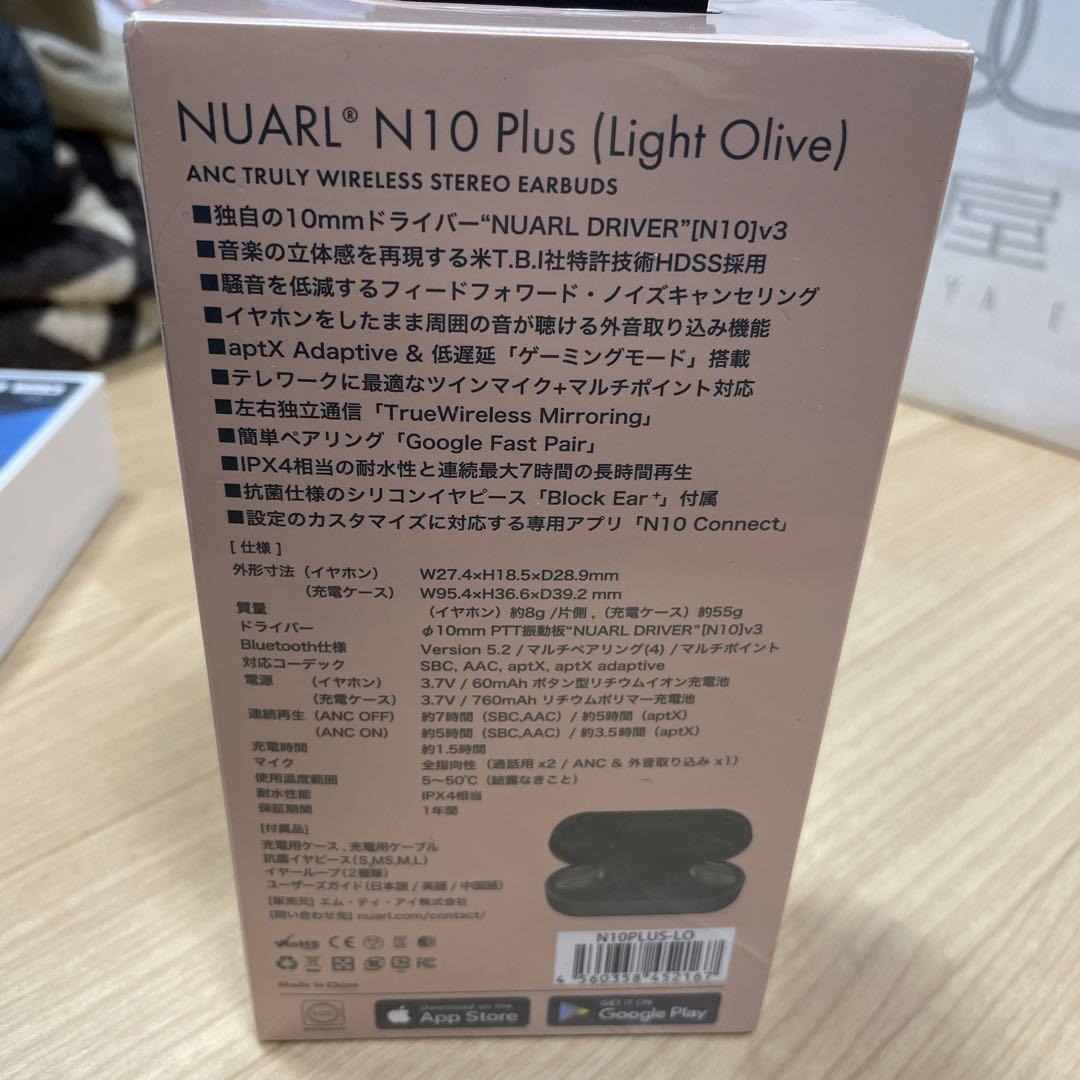 NUARL® N10 Plus (Light Olive)
ANC TRULY WIRELESS STEREO EARBUDS
■独自の10mmドライバー“NUARL DRIVER”[N10]v3
■音楽の立体感を再現する米T.B.I社特許技術HDSS採用
■騒音を低減するフィードフォワード・ノイズキャンセリング
■イヤホンをしたまま周囲の音が聴ける外音取り込み機能
■aptX Adaptive & 低遅延「ゲーミングモード」搭載
■テレワークに最適なツインマイク+マルチポイント対応
■左右独立通信「TrueWireless Mirroring」
■簡単ペアリング「Google Fast Pair」
■IPX4相当の耐水性と連続最大7時間の長時間再生
■抗菌仕様のシリコンイヤピース「Block Ear⁺」付属
■設定のカスタマイズに対応する専用アプリ「N10 Connect」
[ 仕様 ]
外形寸法（イヤホン） W27.4×H18.5×D28.9mm
（充電ケース） W95.4×H36.6×D39.2 mm
質量 （イヤホン）約8g /片側 ,（充電ケース）約55g
ドライバー φ10mm PTT振動板“NUARL DRIVER”[N10]v3
Bluetooth仕様 Version 5.2 / マルチペアリング(4) / マルチポイント
対応コーデック SBC, AAC, aptX, aptX adaptive
電源 （イヤホン） 3.7V / 60mAh ボタン型リチウムイオン充電池
（充電ケース） 3.7V / 760mAh リチウムポリマー充電池
連続再生（ANC OFF） 約7時間（SBC,AAC）/ 約5時間（aptX）
（ANC ON） 約5時間（SBC,AAC）/ 約3.5時間（aptX）
充電時間 約1.5時間
マイク 全指向性（通話用 x2 / ANC & 外音取り込み x1）
使用温度範囲 5～50℃（結露なきこと）
耐水性能 IPX4相当
保証期間 1年間
[付属品]
充電用ケース , 充電用ケーブル
抗菌イヤピース（S,MS,M,L）
イヤーループ（2種類）
ユーザーズガイド（日本語 / 英語 / 中国語）
[販売元] エム・ティ・アイ株式会社
[問い合わせ先] nuarl.com/contact/
RoHS CE
FC
Made in China
N10PLUS-LO
4 560358 452167
Download on the
App Store
GET IT ON
Google Play
屋
YA E